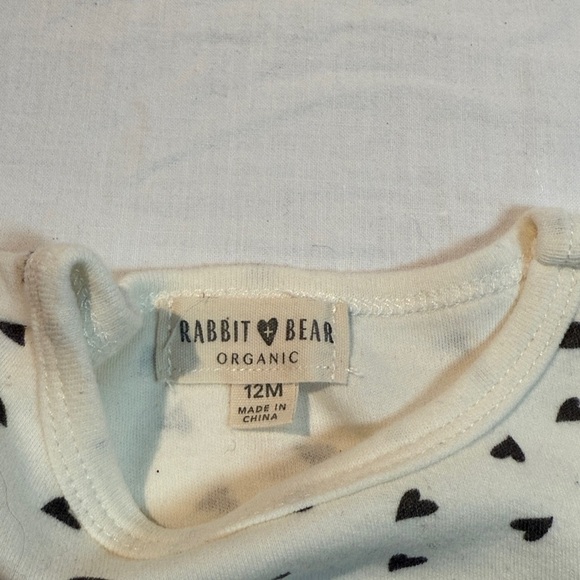 RABBIT + BEAR
ORGANIC
12M
MADE IN
CHINA